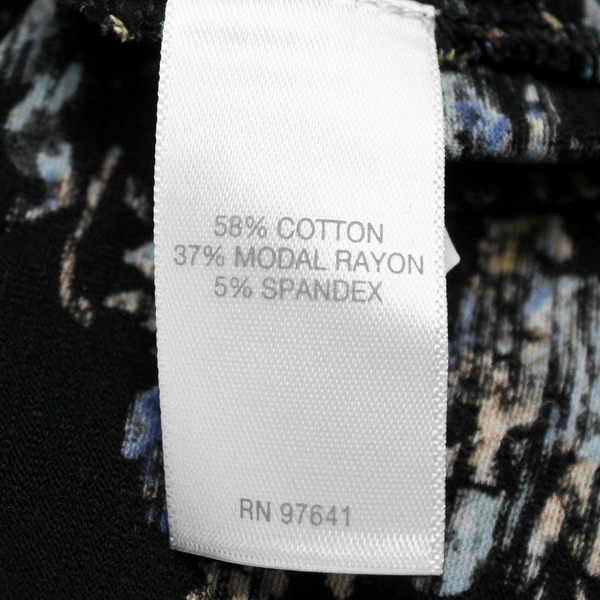 58% COTTON
37% MODAL RAYON
5% SPANDEX
RN 97641